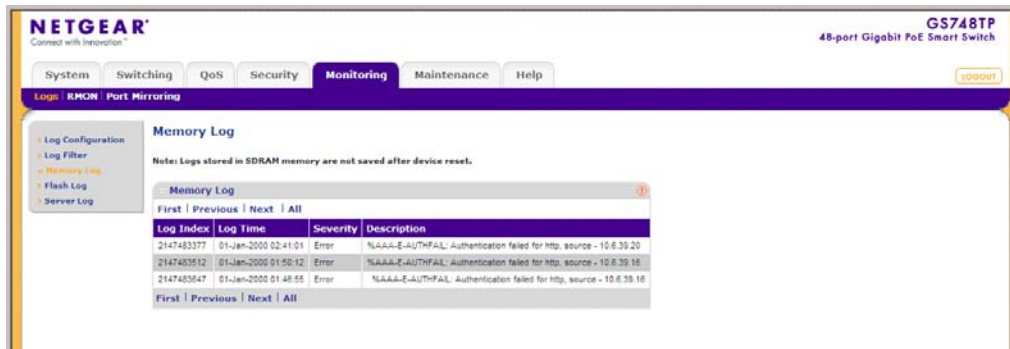 NETGEAR®
Connect with Innovation™
GS748TP
48-port Gigabit PoE Smart Switch
System Switching QoS Security Monitoring Maintenance Help
LOGOUT
Logs | RMON | Port Mirroring
Log Configuration
Log Filter
Memory Log
Flash Log
Server Log
Memory Log
Note: Logs stored in SDRAM memory are not saved after device reset.
Memory Log
First | Previous | Next | All
Log Index Log Time Severity Description
2147483377 01-Jan-2000 02:41:01 Error %AAA-E-AUTHFAIL: Authentication failed for http, source - 10.6.39.20
2147483512 01-Jan-2000 01:50:12 Error %AAA-E-AUTHFAIL: Authentication failed for http, source - 10.6.39.16
2147483647 01-Jan-2000 01:46:55 Error %AAA-E-AUTHFAIL: Authentication failed for http, source - 10.6.39.16
First | Previous | Next | All